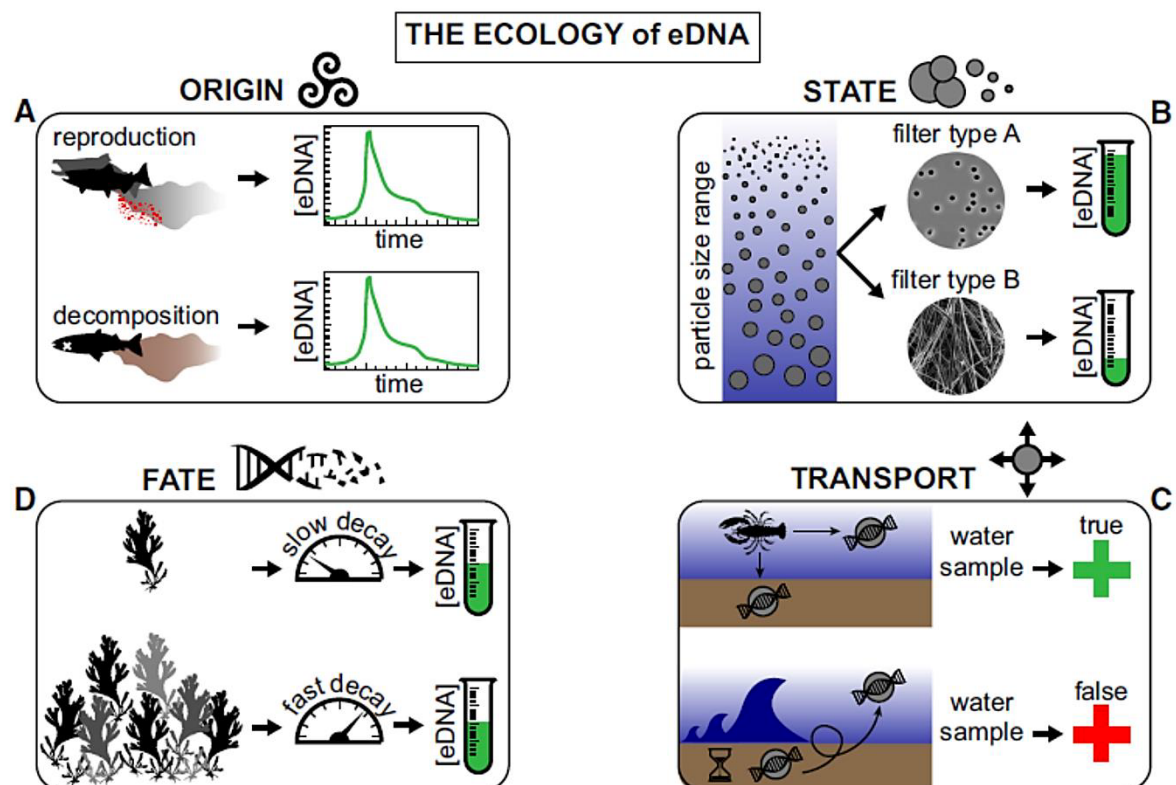 THE ECOLOGY of eDNA
ORIGIN
A
reproduction
[eDNA]
time
decomposition
[eDNA]
time
STATE
B
particle size range
filter type A
[eDNA]
filter type B
[eDNA]
FATE
D
slow decay
[eDNA]
fast decay
[eDNA]
TRANSPORT
C
water
sample
true
water
sample
false